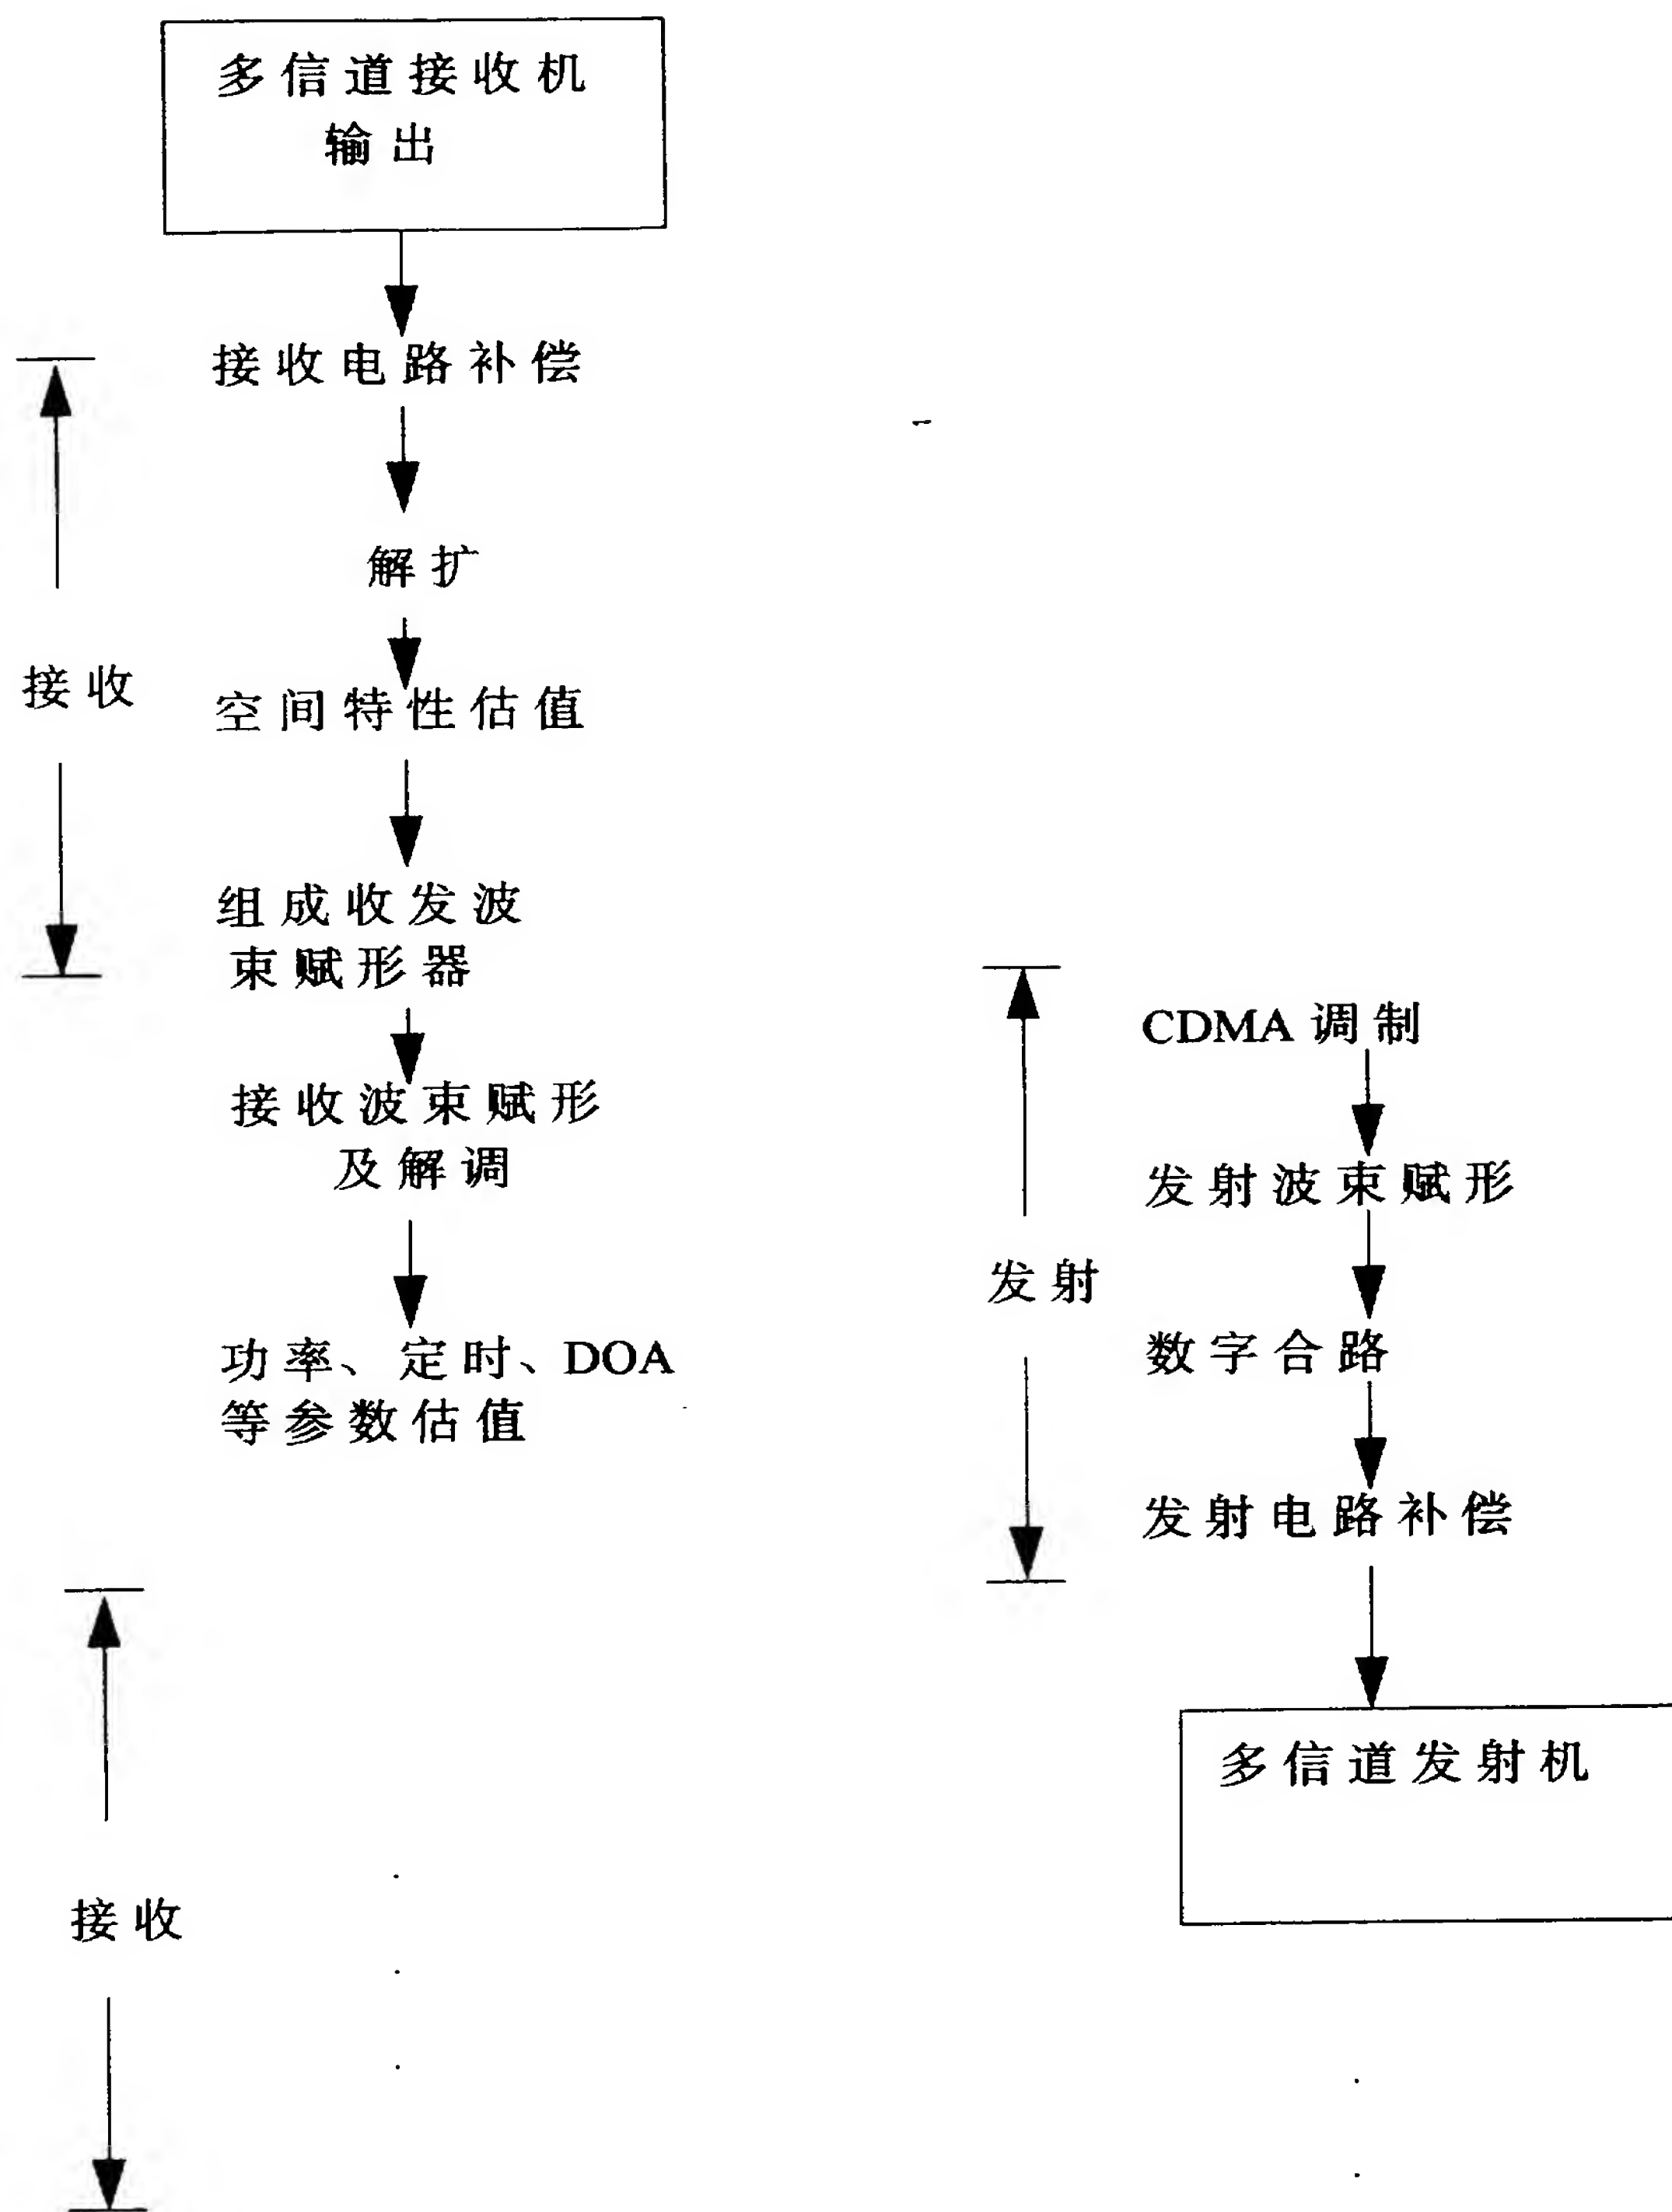 多信道接收机
输出
接收电路补偿
解扩
接收
空间特性估值
组成收发波
束赋形器
接收波束赋形
及解调
功率、定时、DOA
等参数估值
接收
CDMA 调制
发射波束赋形
发射
数字合路
发射电路补偿
多信道发射机